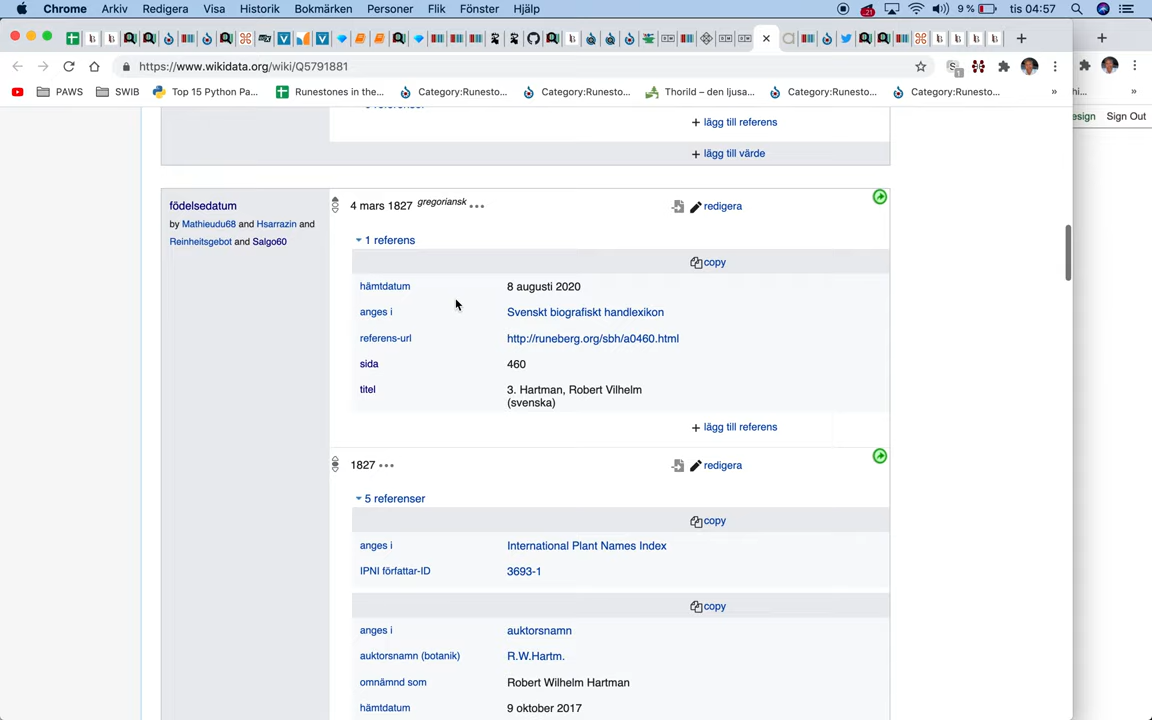 Chrome Arkiv Redigera Visa Historik Bokmärken Personer Flik Fönster Hjälp 9 % tis 04:57
https://www.wikidata.org/wiki/Q5791881
PAWS SWIB Top 15 Python Pa... Runestones in the... Category:Runesto... Category:Runesto... Thorild – den ljusa... Category:Runesto... Category:Runesto... » »
esign Sign Out
+ lägg till referens
+ lägg till värde
födelsedatum
by Mathieudu68 and Hsarrazin and
Reinheitsgebot and Salgo60
4 mars 1827 gregoriansk redigera
1 referens
copy
hämtdatum 8 augusti 2020
anges i Svenskt biografiskt handlexikon
referens-url http://runeberg.org/sbh/a0460.html
sida 460
titel 3. Hartman, Robert Vilhelm
(svenska)
+ lägg till referens
1827 redigera
5 referenser
copy
anges i International Plant Names Index
IPNI författar-ID 3693-1
copy
anges i auktorsnamn
auktorsnamn (botanik) R.W.Hartm.
omnämnd som Robert Wilhelm Hartman
hämtdatum 9 oktober 2017